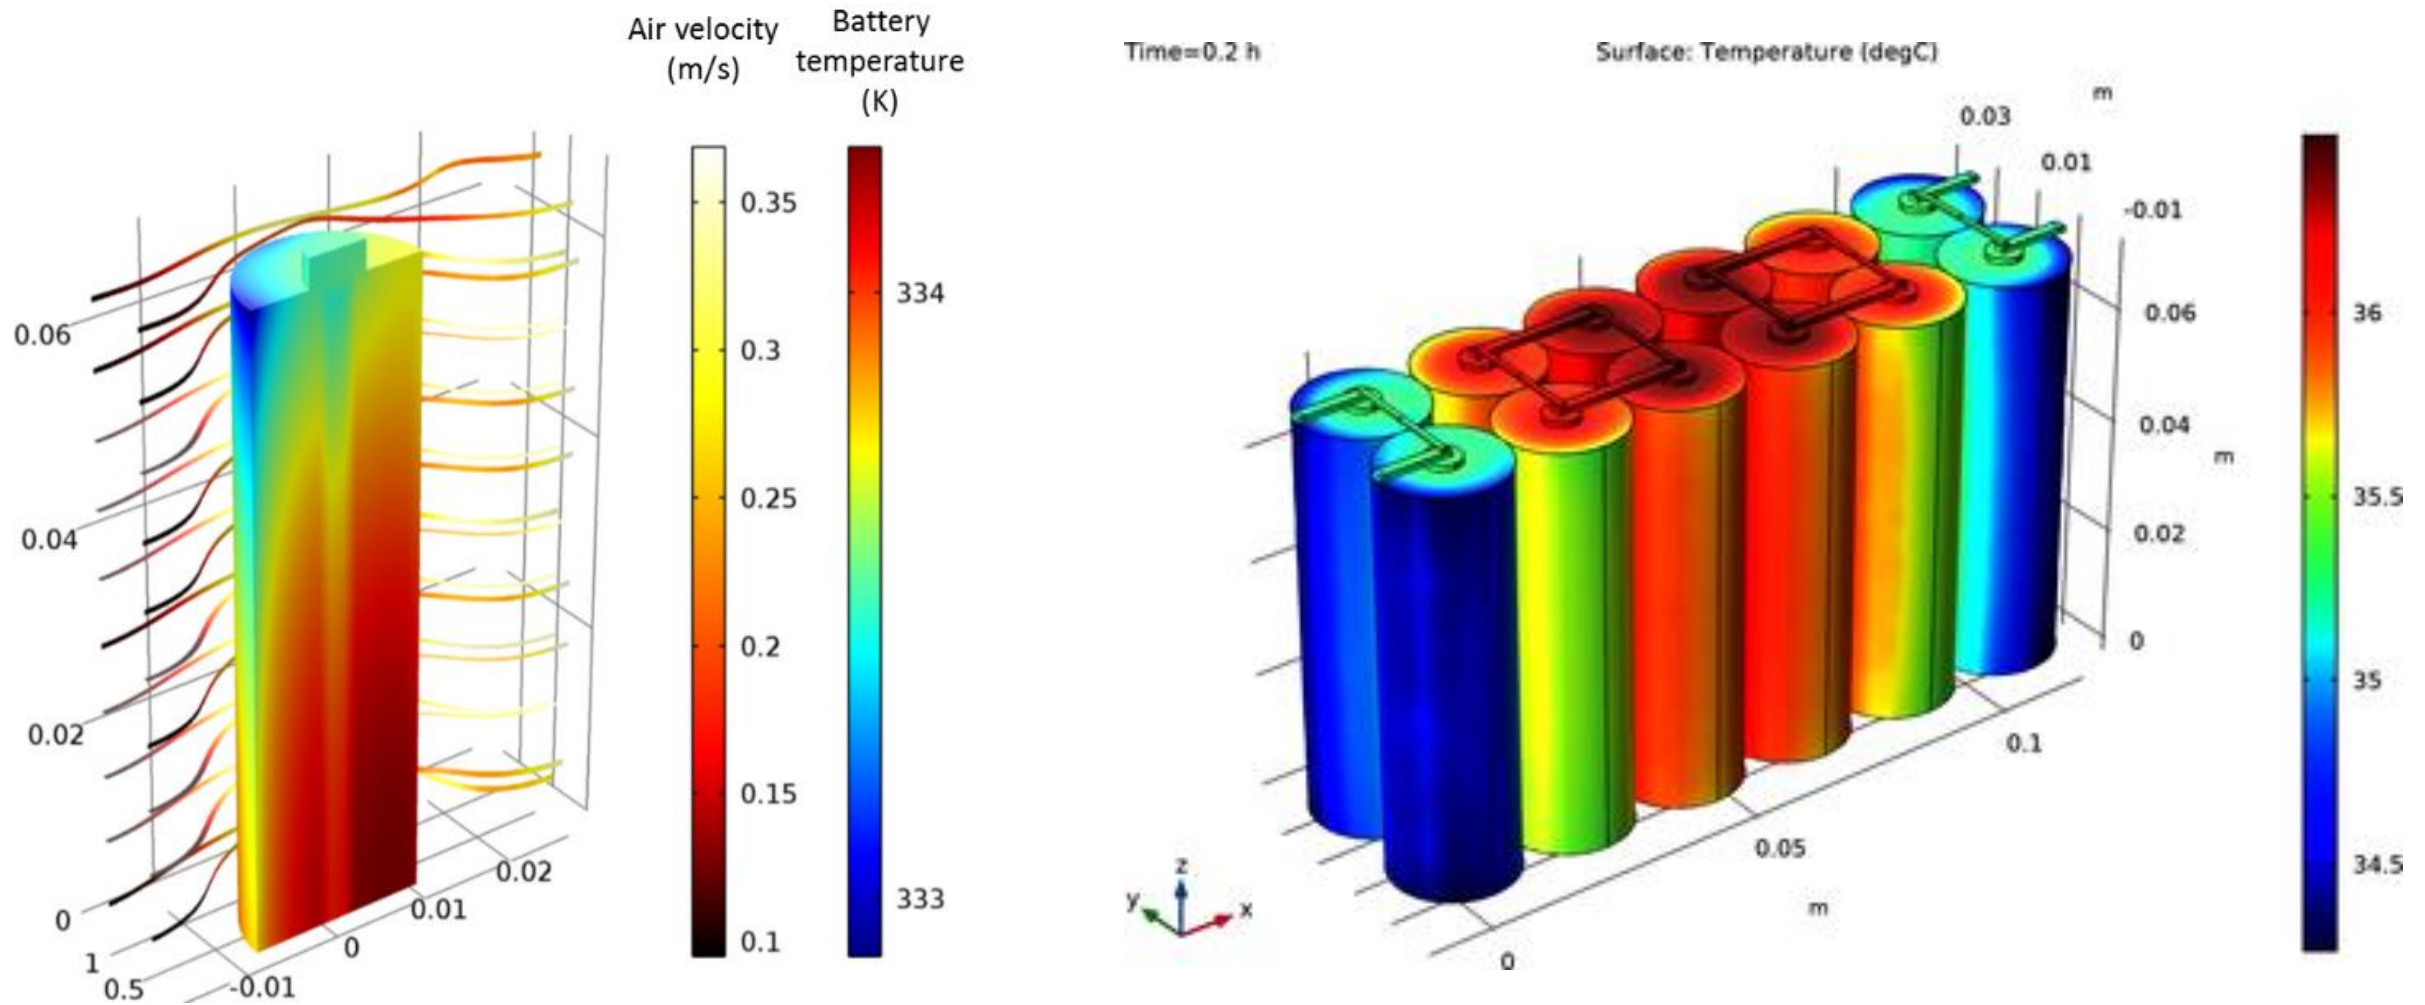 Air velocity
(m/s)
Battery
temperature
(K)
0.35
0.3
0.25
0.2
0.15
0.1
334
333
0.06
0.04
0.02
0
1
0.5
-0.01
0
0.01
0.02
Time=0.2 h
Surface: Temperature (degC)
m
0.03
0.01
-0.01
0.06
0.04
m
0.02
0
0.1
0.05
m
0
z
y
x
36
35.5
35
34.5